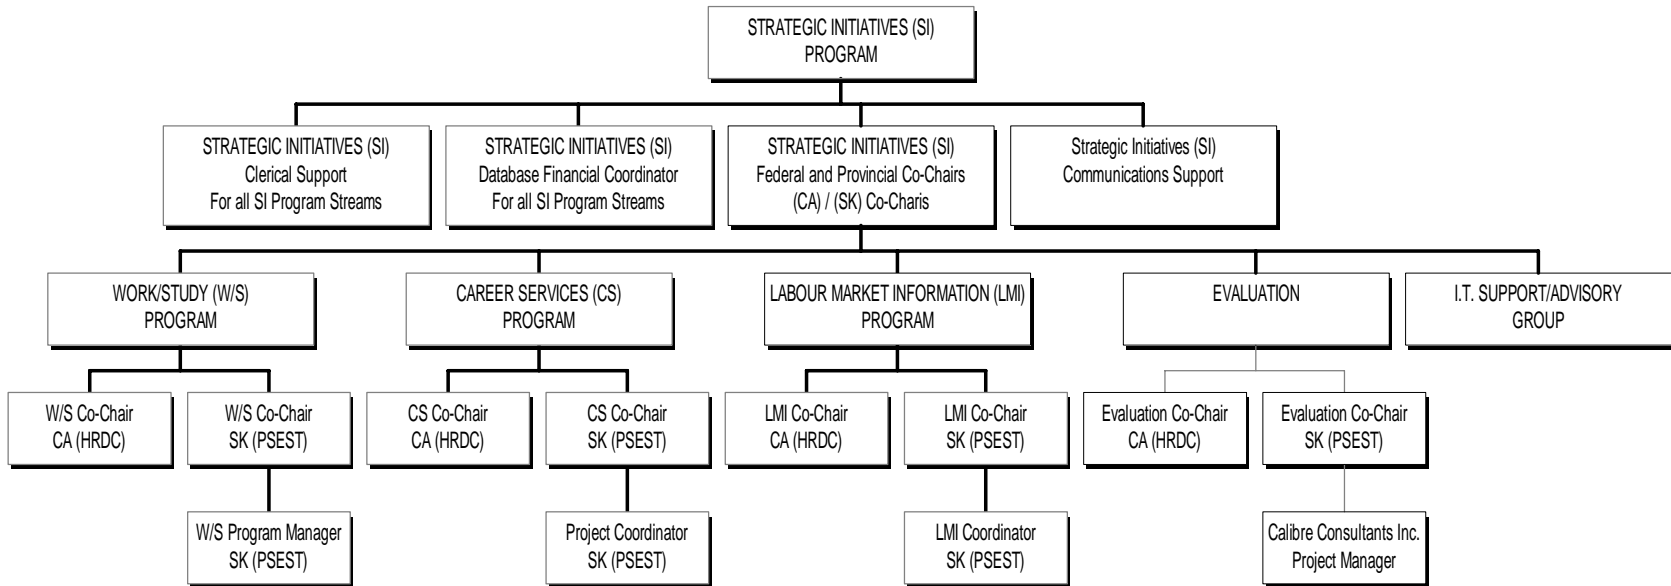 STRATEGIC INITIATIVES (SI)
PROGRAM
STRATEGIC INITIATIVES (SI)
Clerical Support
For all SI Program Streams
STRATEGIC INITIATIVES (SI)
Database Financial Coordinator
For all SI Program Streams
STRATEGIC INITIATIVES (SI)
Federal and Provincial Co-Chairs
(CA) / (SK) Co-Charis
Strategic Initiatives (SI)
Communications Support
WORK/STUDY (W/S)
PROGRAM
CAREER SERVICES (CS)
PROGRAM
LABOUR MARKET INFORMATION (LMI)
PROGRAM
EVALUATION
I.T. SUPPORT/ADVISORY
GROUP
W/S Co-Chair
CA (HRDC)
W/S Co-Chair
SK (PSEST)
CS Co-Chair
CA (HRDC)
CS Co-Chair
SK (PSEST)
LMI Co-Chair
CA (HRDC)
LMI Co-Chair
SK (PSEST)
Evaluation Co-Chair
CA (HRDC)
Evaluation Co-Chair
SK (PSEST)
W/S Program Manager
SK (PSEST)
Project Coordinator
SK (PSEST)
LMI Coordinator
SK (PSEST)
Calibre Consultants Inc.
Project Manager